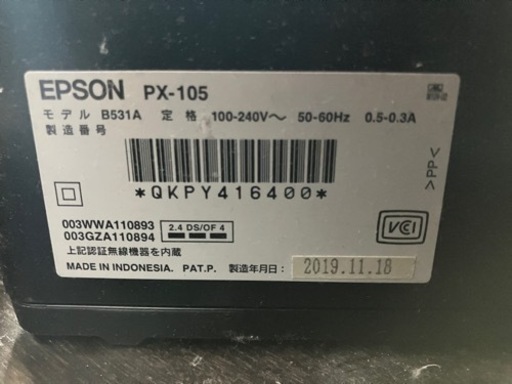 EPSON PX-105
モデル B531A 定格 100-240V～ 50-60Hz 0.5-0.3A
製造番号
*QKPY416400*
>PP<
003WWA110893
003GZA110894
2.4 DS/OF 4
上記認証無線機器を内蔵
VCI
MADE IN INDONESIA. PAT.P. 製造年月日: 2019.11.18